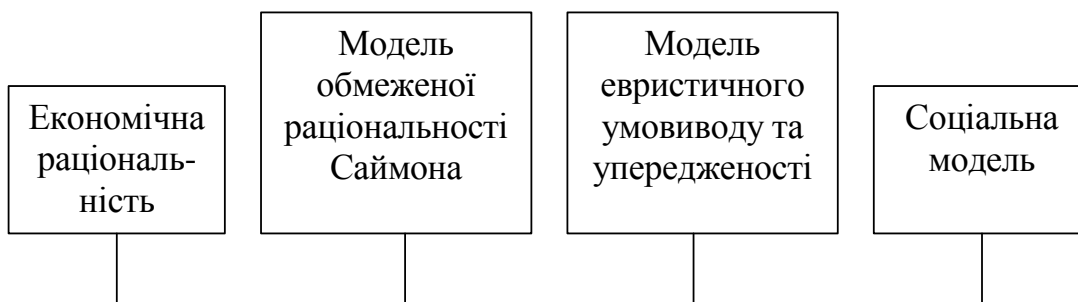 Економічна
раціональ-
ність
Модель
обмеженої
раціональності
Саймона
Модель
евристичного
умовиводу та
упередженості
Соціальна
модель